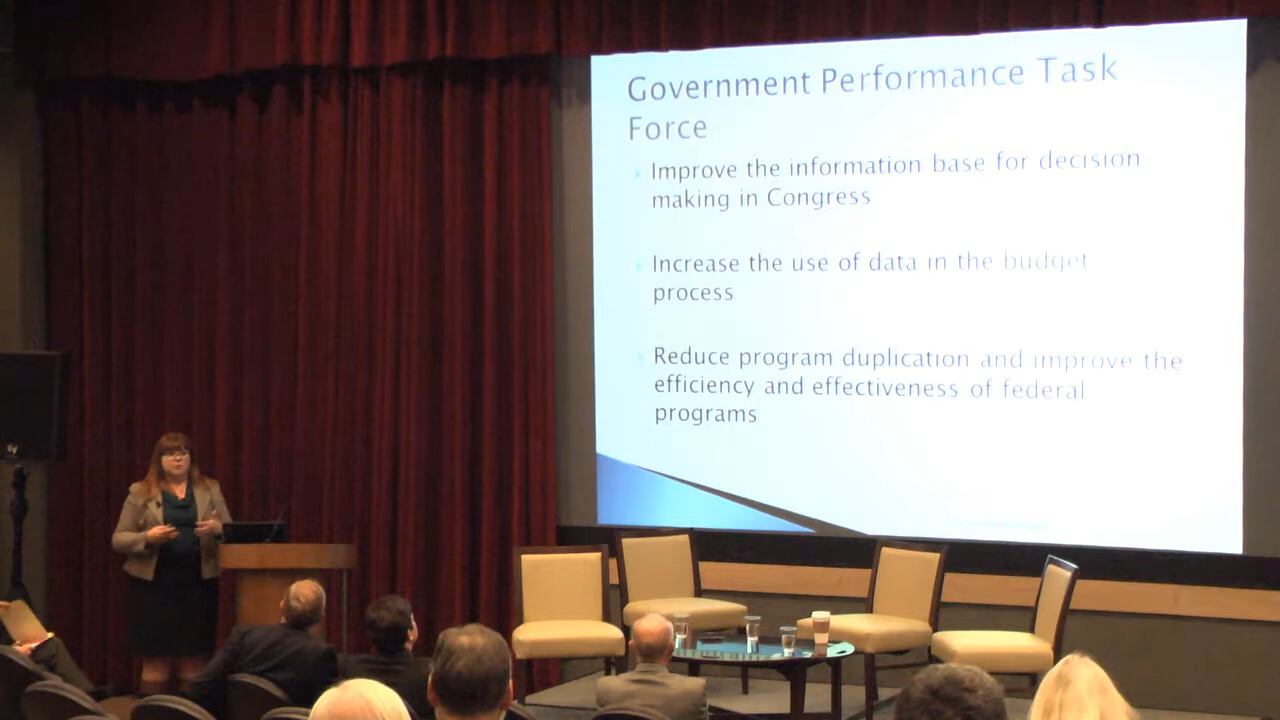 Government Performance Task
Force
Improve the information base for decision
making in Congress
Increase the use of data in the budget
process
Reduce program duplication and improve the
efficiency and effectiveness of federal
programs